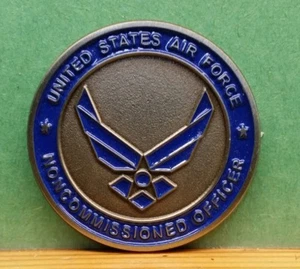 UNITED STATES AIR FORCE
NONCOMMISSIONED OFFICER